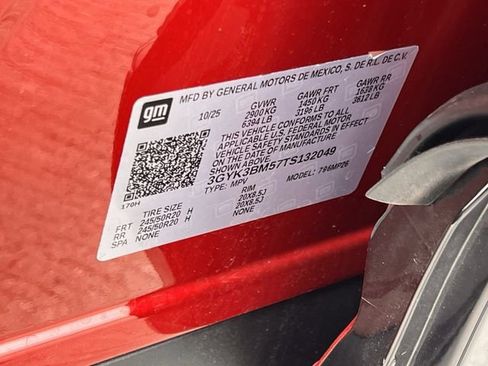 gm
MFD BY GENERAL MOTORS DE MEXICO, S. DE R.L. DE C.V.
10/25 GVWR GAWR FRT GAWR RR
2900 KG 1450 KG 1638 KG
6394 LB 3196 LB 3612 LB
THIS VEHICLE CONFORMS TO ALL
APPLICABLE U.S. FEDERAL MOTOR
VEHICLE SAFETY STANDARDS IN EFFECT
ON THE DATE OF MANUFACTURE
SHOWN ABOVE.
3GYK3BM57TS132049
TYPE: MPV MODEL:
170H
TIRE SIZE RIM
FRT 245/50R20 H 20X8.5J
RR 245/50R20 H 20X8.5J
SPA NONE NONE